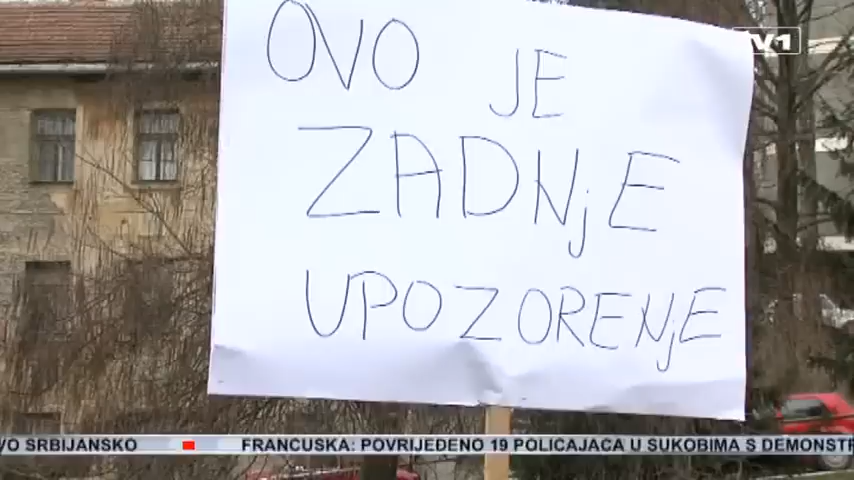 OVO JE
ZADNjE
UPOZORENjE
tv1
VO SRBIJANSKO
FRANCUSKA: POVRIJEĐENO 19 POLICAJACA U SUKOBIMA S DEMONSTR